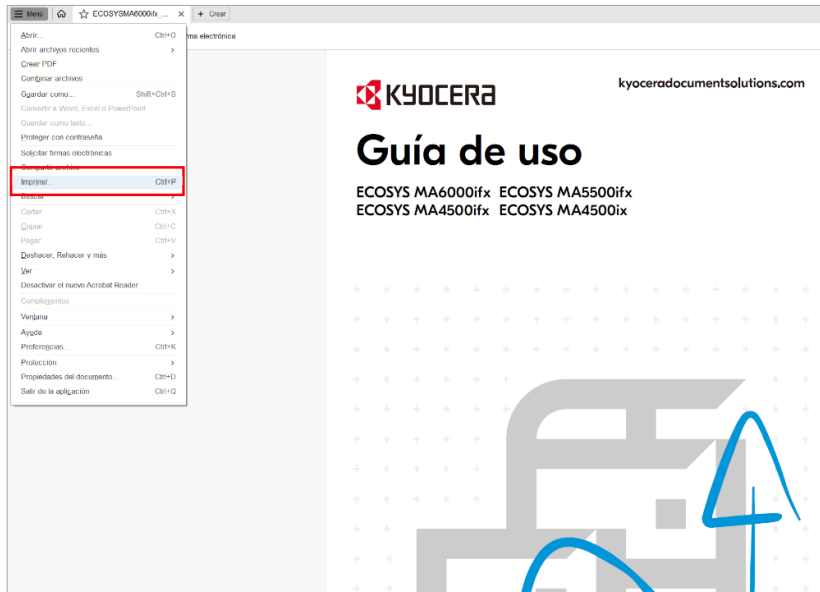 Menú ECOSYSMA6000ifx_... × + Crear
Abrir... Ctrl+O
rma electrónica
Abrir archivos recientes >
Crear PDF
Combinar archivos
Guardar como... Shift+Ctrl+S
Convertir a Word, Excel o PowerPoint
Guardar como texto...
Proteger con contraseña
Solicitar firmas electrónicas
Compartir archivo
Imprimir... Ctrl+P
Buscar >
Cortar Ctrl+X
Copiar Ctrl+C
Pegar Ctrl+V
Deshacer, Rehacer y más >
Ver >
Desactivar el nuevo Acrobat Reader
Complementos
Ventana >
Ayuda >
Preferencias... Ctrl+K
Protección >
Propiedades del documento... Ctrl+D
Salir de la aplicación Ctrl+Q
KYOCERA
kyoceradocumentsolutions.com
Guía de uso
ECOSYS MA6000ifx ECOSYS MA5500ifx
ECOSYS MA4500ifx ECOSYS MA4500ix